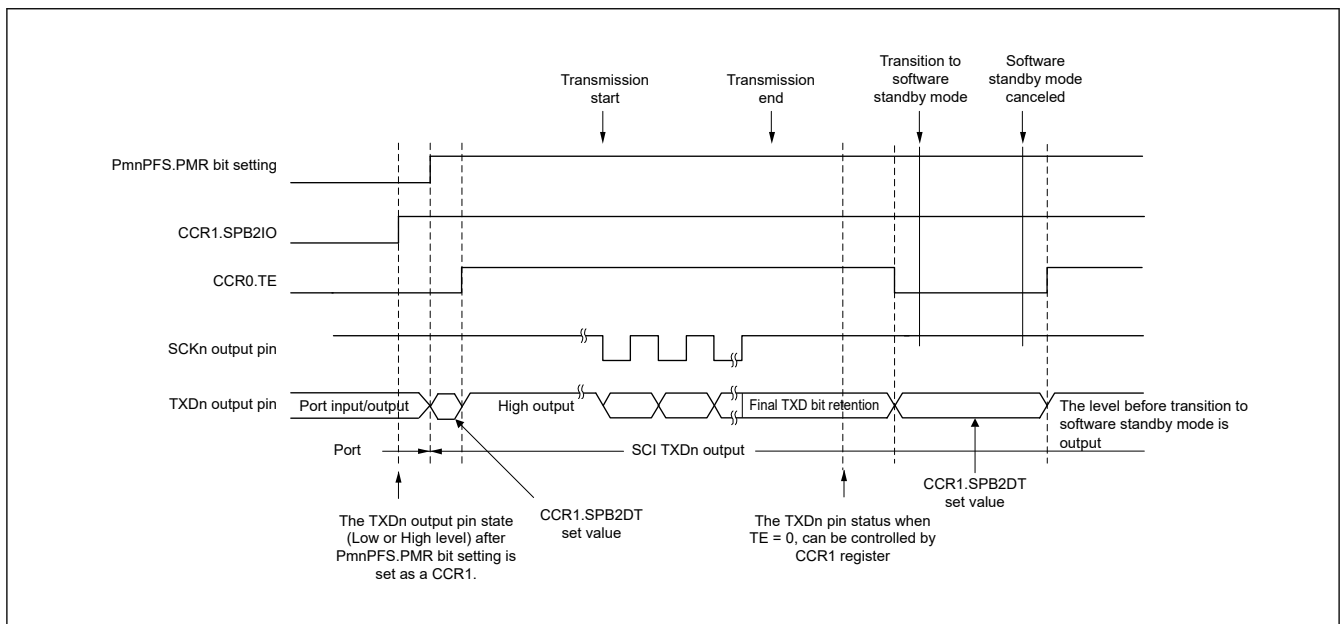 Transmission
start
Transmission
end
Transition to
software
standby mode
Software
standby mode
canceled
PmnPFS.PMR bit setting
CCR1.SPB2IO
CCR0.TE
SCKn output pin
TXDn output pin
Port input/output
High output
Final TXD bit retention
The level before transition to
software standby mode is
output
Port
SCI TXDn output
CCR1.SPB2DT
set value
The TXDn output pin state
(Low or High level) after
PmnPFS.PMR bit setting is
set as a CCR1.
CCR1.SPB2DT
set value
The TXDn pin status when
TE = 0, can be controlled by
CCR1 register